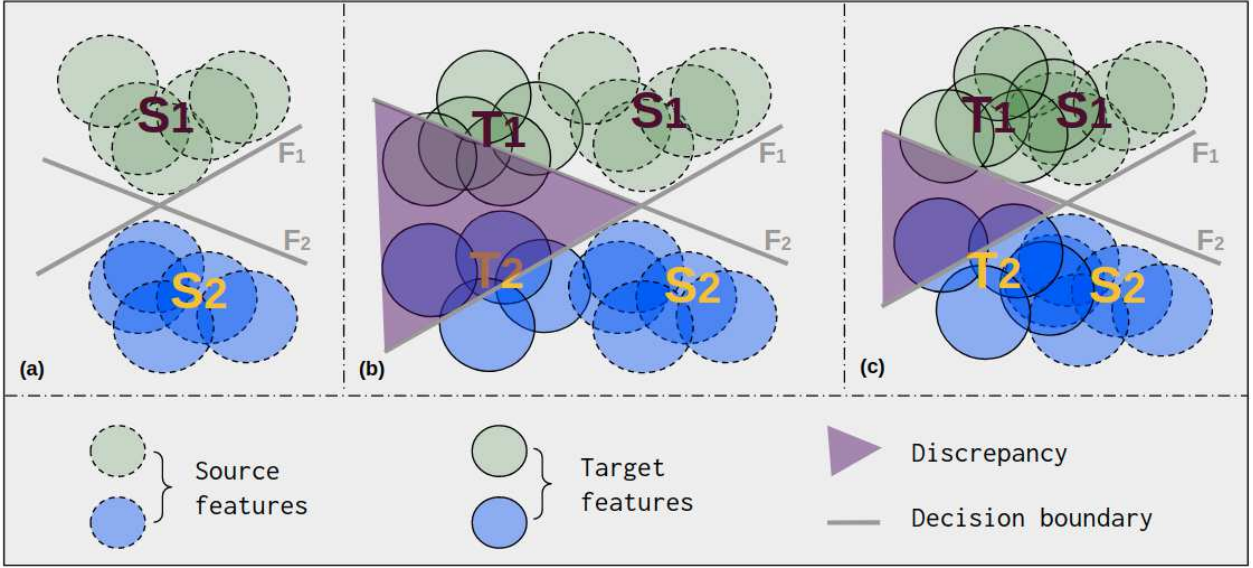 S1
F1
F2
S2
(a)
T1
S1
F1
F2
T2
S2
(b)
T1
S1
F1
F2
T2
S2
(c)
Source
features
Target
features
Discrepancy
Decision boundary